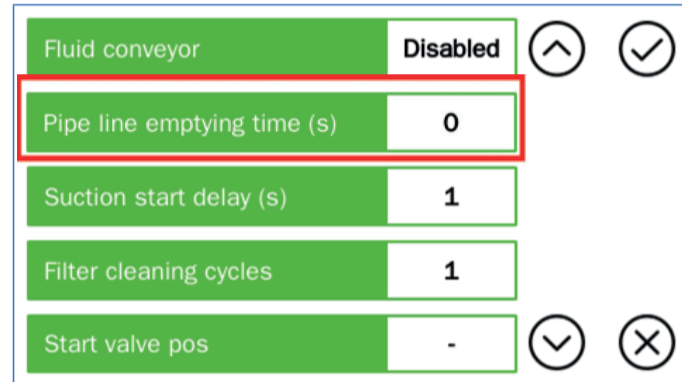 Fluid conveyor Disabled
Pipe line emptying time (s) 0
Suction start delay (s) 1
Filter cleaning cycles 1
Start valve pos -